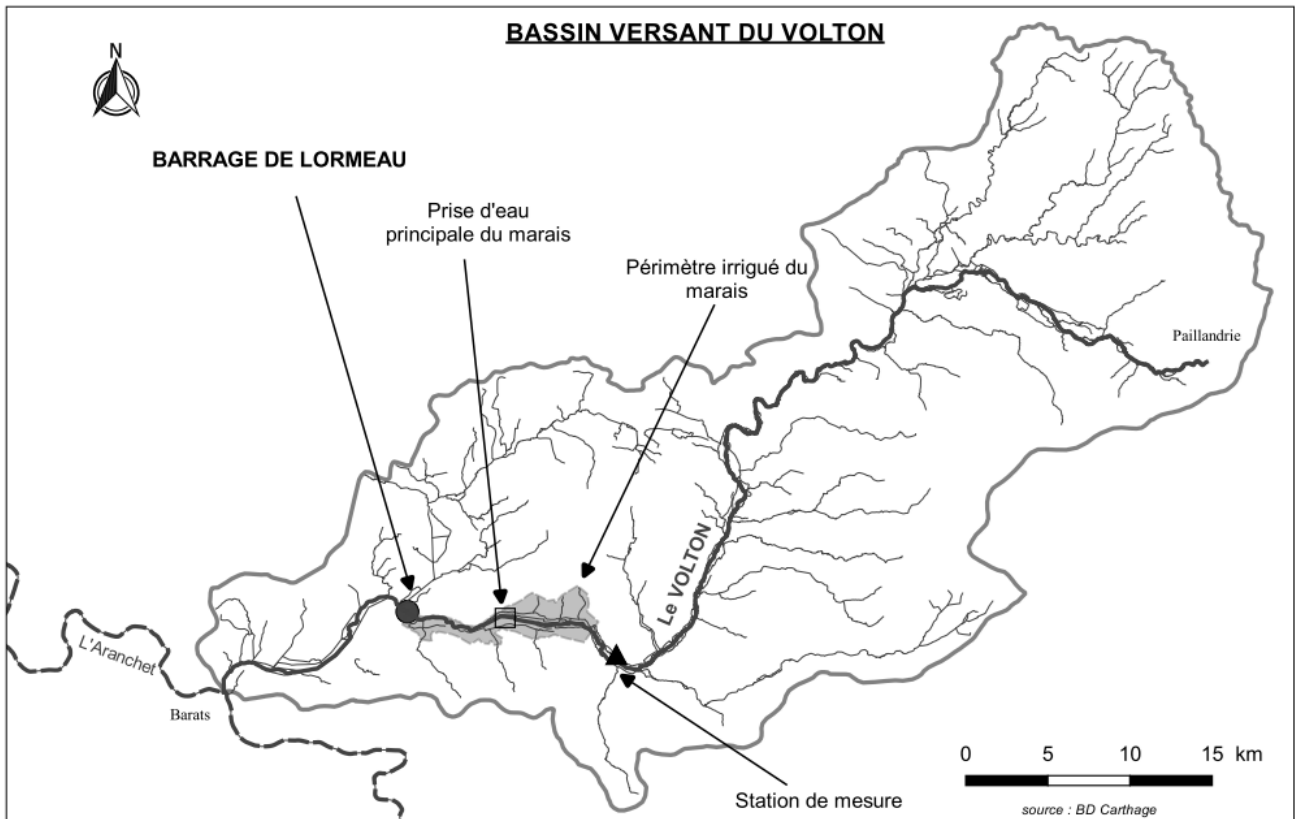 BASSIN VERSANT DU VOLTON
N
BARRAGE DE LORMEAU
Prise d'eau
principale du marais
Périmètre irrigué du
marais
Paillandrie
Le VOLTON
L'Aranchet
Barats
Station de mesure
0 5 10 15 km
source : BD Carthage